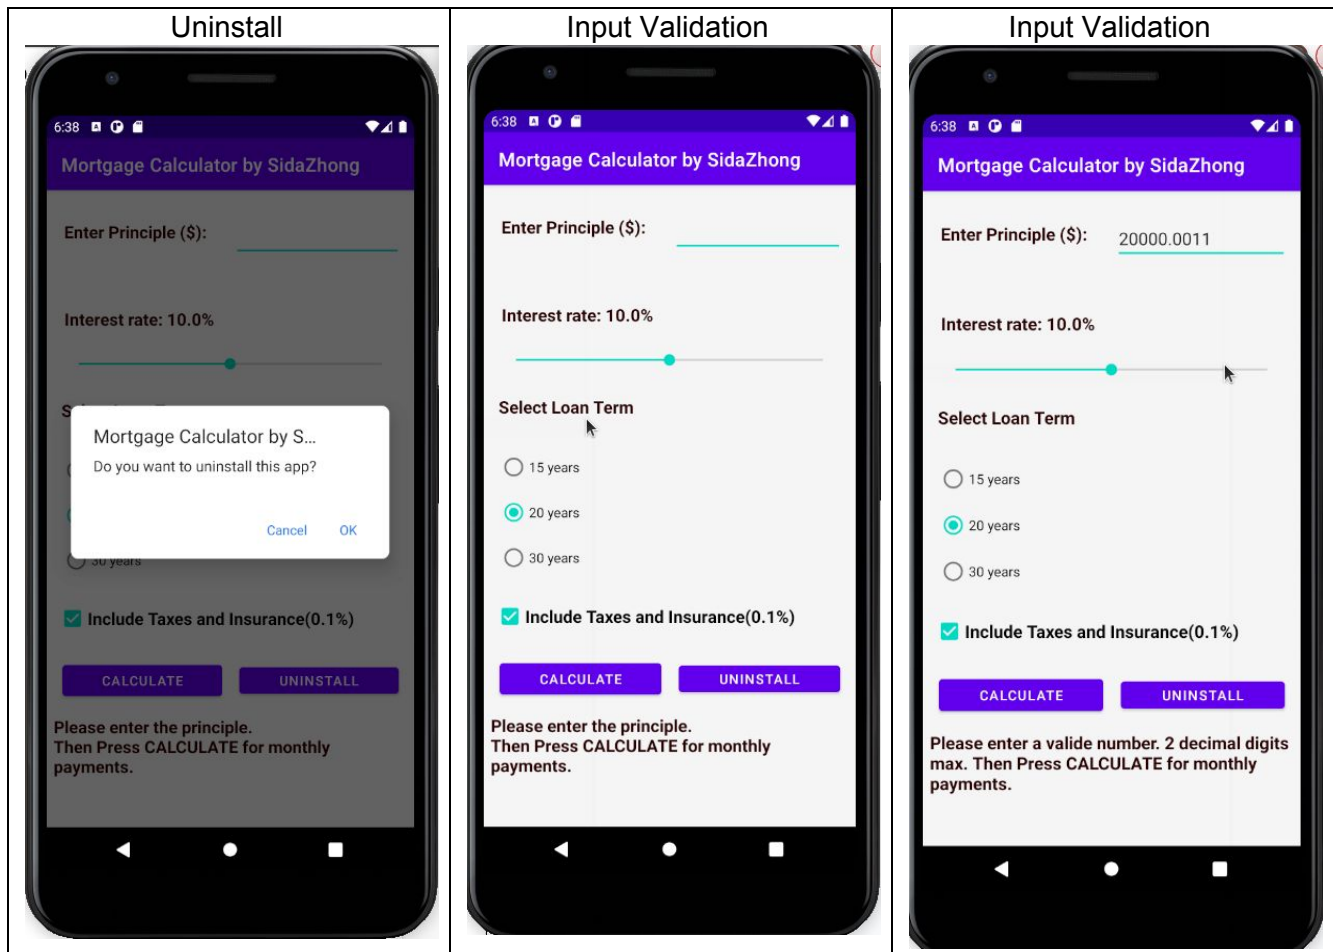 Uninstall
6:38
Mortgage Calculator by SidaZhong
Enter Principle ($):
Interest rate: 10.0%
Mortgage Calculator by S...
Do you want to uninstall this app?
Cancel OK
30 years
Include Taxes and Insurance(0.1%)
CALCULATE UNINSTALL
Please enter the principle.
Then Press CALCULATE for monthly
payments.
Input Validation
6:38
Mortgage Calculator by SidaZhong
Enter Principle ($):
Interest rate: 10.0%
Select Loan Term
15 years
20 years
30 years
Include Taxes and Insurance(0.1%)
CALCULATE UNINSTALL
Please enter the principle.
Then Press CALCULATE for monthly
payments.
Input Validation
6:38
Mortgage Calculator by SidaZhong
Enter Principle ($): 20000.0011
Interest rate: 10.0%
Select Loan Term
15 years
20 years
30 years
Include Taxes and Insurance(0.1%)
CALCULATE UNINSTALL
Please enter a valide number. 2 decimal digits
max. Then Press CALCULATE for monthly
payments.